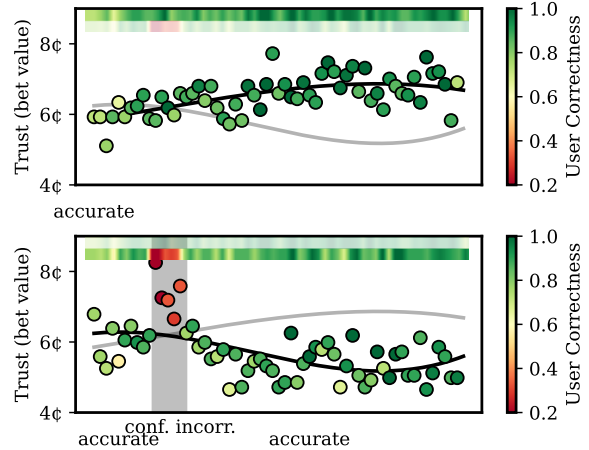 Trust (bet value)
8¢
6¢
4¢
accurate
1.0
0.8
0.6
0.4
0.2
User Correctness
Trust (bet value)
8¢
6¢
4¢
conf. incorr.
accurate
accurate
1.0
0.8
0.6
0.4
0.2
User Correctness